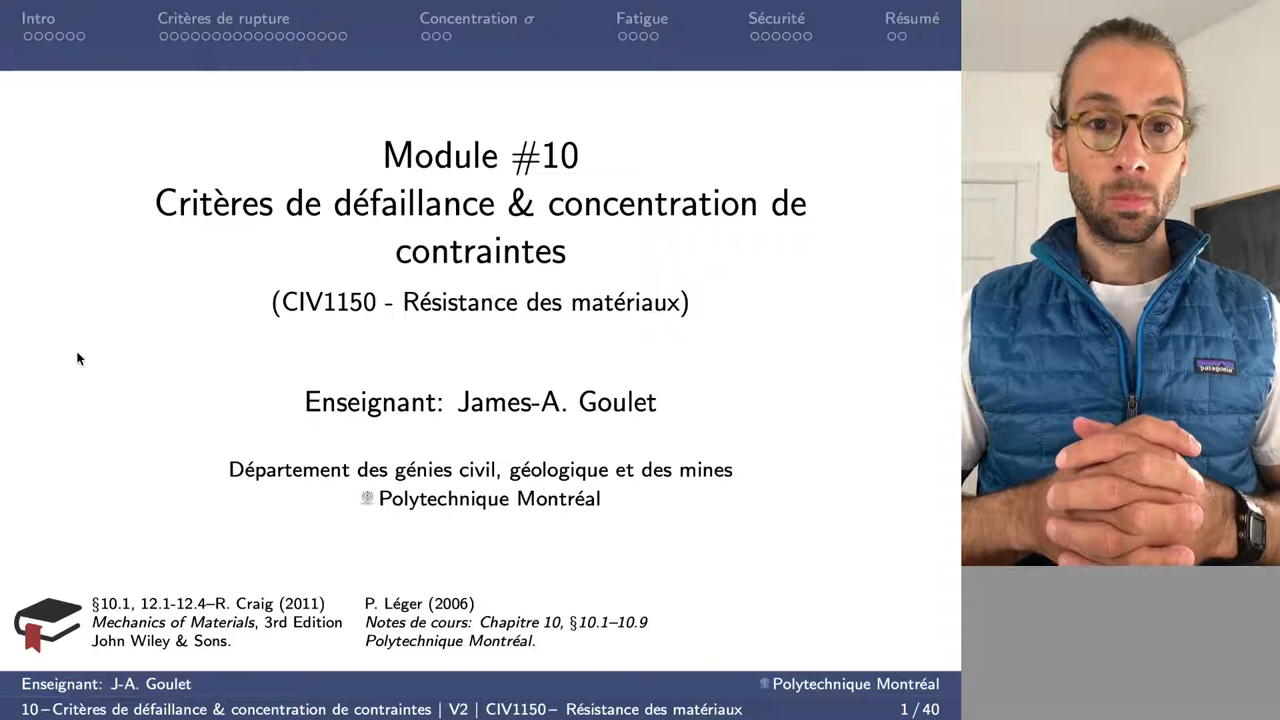 Intro
Critères de rupture
Concentration σ
Fatigue
Sécurité
Résumé
Module #10
Critères de défaillance & concentration de
contraintes
(CIV1150 - Résistance des matériaux)
Enseignant: James-A. Goulet
Département des génies civil, géologique et des mines
Polytechnique Montréal
§10.1, 12.1-12.4–R. Craig (2011)
Mechanics of Materials, 3rd Edition
John Wiley & Sons.
P. Léger (2006)
Notes de cours: Chapitre 10, §10.1–10.9
Polytechnique Montréal.
patagonia
Enseignant: J-A. Goulet
Polytechnique Montréal
10 – Critères de défaillance & concentration de contraintes | V2 | CIV1150 – Résistance des matériaux
1 / 40